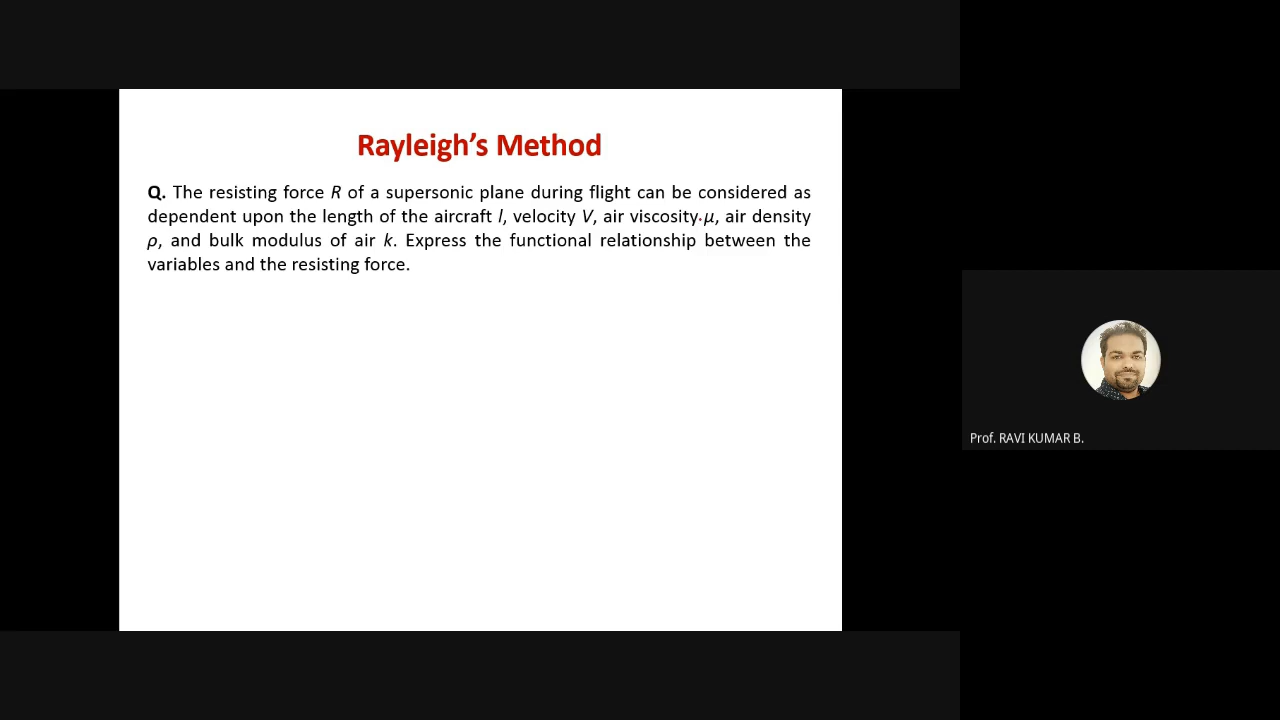 Rayleigh’s Method
Q. The resisting force R of a supersonic plane during flight can be considered as
dependent upon the length of the aircraft l, velocity V, air viscosity μ, air density
ρ, and bulk modulus of air k. Express the functional relationship between the
variables and the resisting force.
Prof. RAVI KUMAR B.